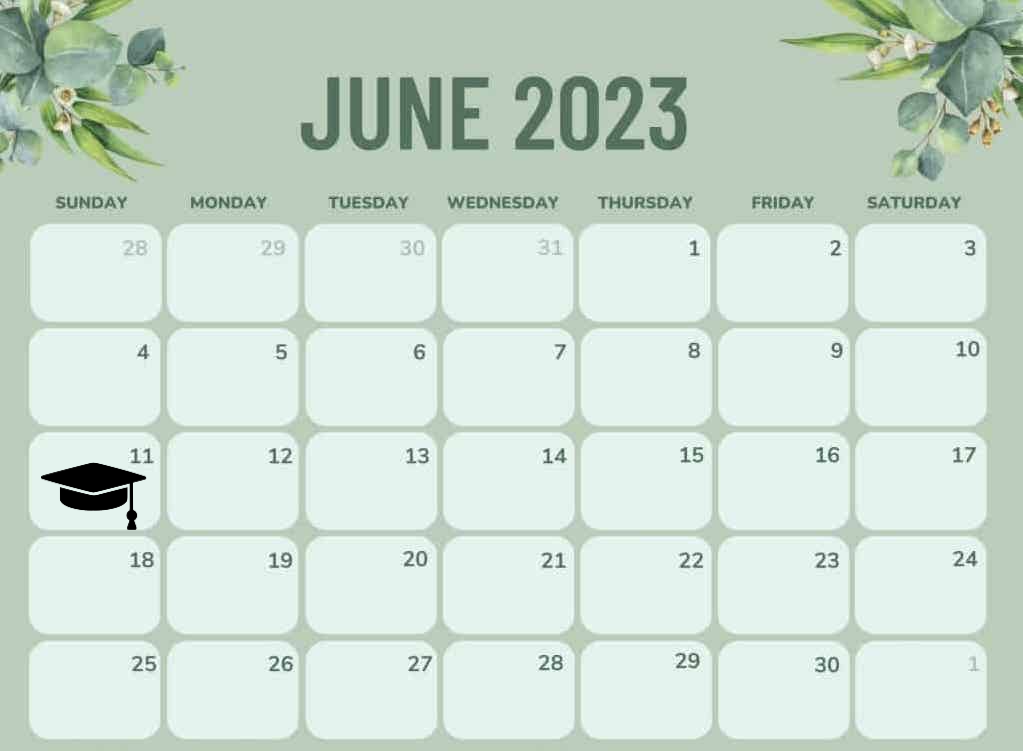 JUNE 2023
SUNDAY MONDAY TUESDAY WEDNESDAY THURSDAY FRIDAY SATURDAY
28 29 30 31 1 2 3
4 5 6 7 8 9 10
11 12 13 14 15 16 17
18 19 20 21 22 23 24
25 26 27 28 29 30 1